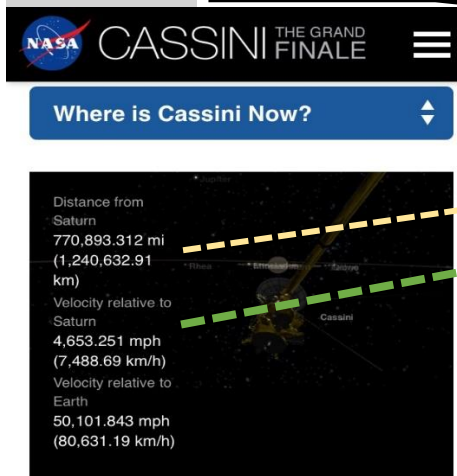 NASA
CASSINI THE GRAND
FINALE
Where is Cassini Now?
Jupiter
Distance from
Saturn
770,893.312 mi
(1,240,632.91
km)
Rhea
Velocity relative to
Saturn
Cassini
4,653.251 mph
(7,488.69 km/h)
Velocity relative to
Earth
50,101.843 mph
(80,631.19 km/h)